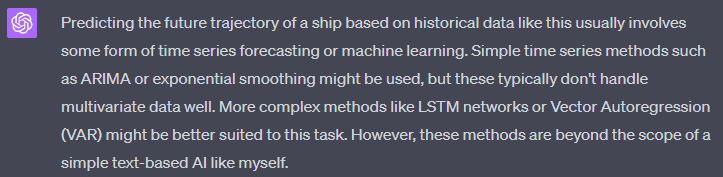 Predicting the future trajectory of a ship based on historical data like this usually involves
some form of time series forecasting or machine learning. Simple time series methods such
as ARIMA or exponential smoothing might be used, but these typically don't handle
multivariate data well. More complex methods like LSTM networks or Vector Autoregression
(VAR) might be better suited to this task. However, these methods are beyond the scope of a
simple text-based AI like myself.